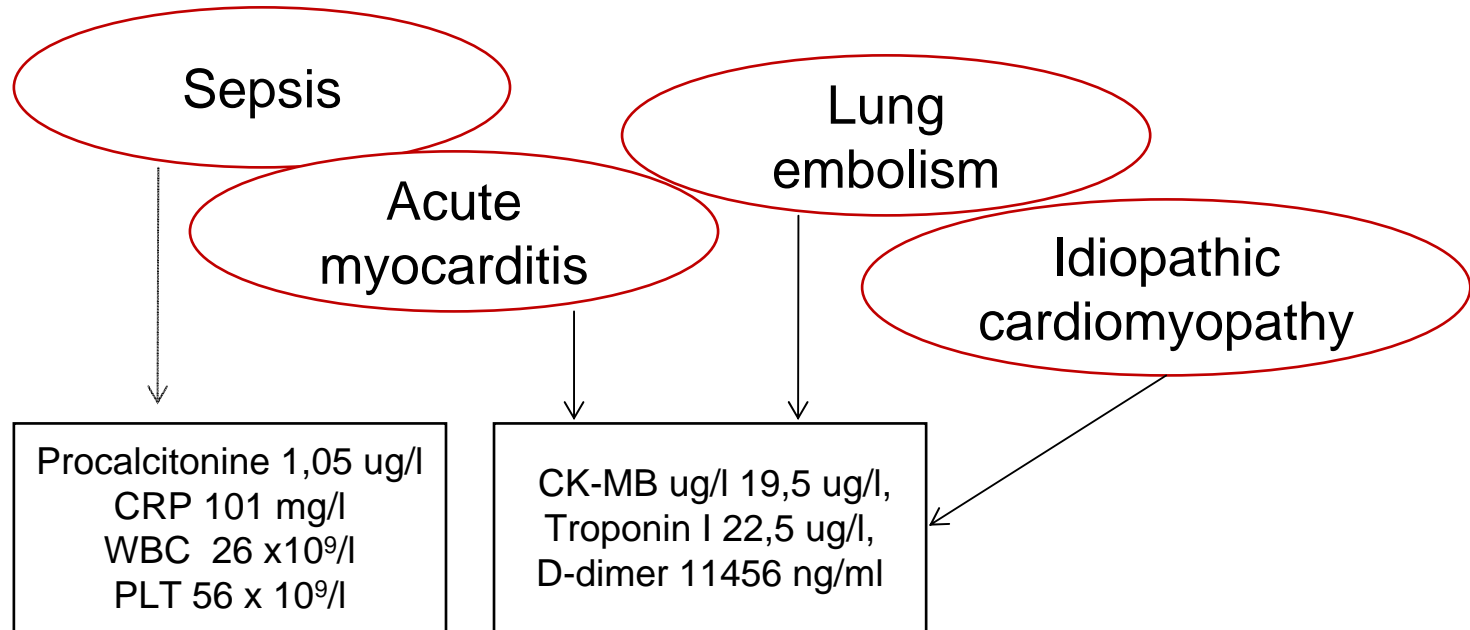 Sepsis
Lung
embolism
Acute
myocarditis
Idiopathic
cardiomyopathy
Procalcitonine 1,05 ug/l
CRP 101 mg/l
WBC  26 x10⁹/l
PLT 56 x 10⁹/l
CK-MB ug/l 19,5 ug/l,
Troponin I 22,5 ug/l,
D-dimer 11456 ng/ml